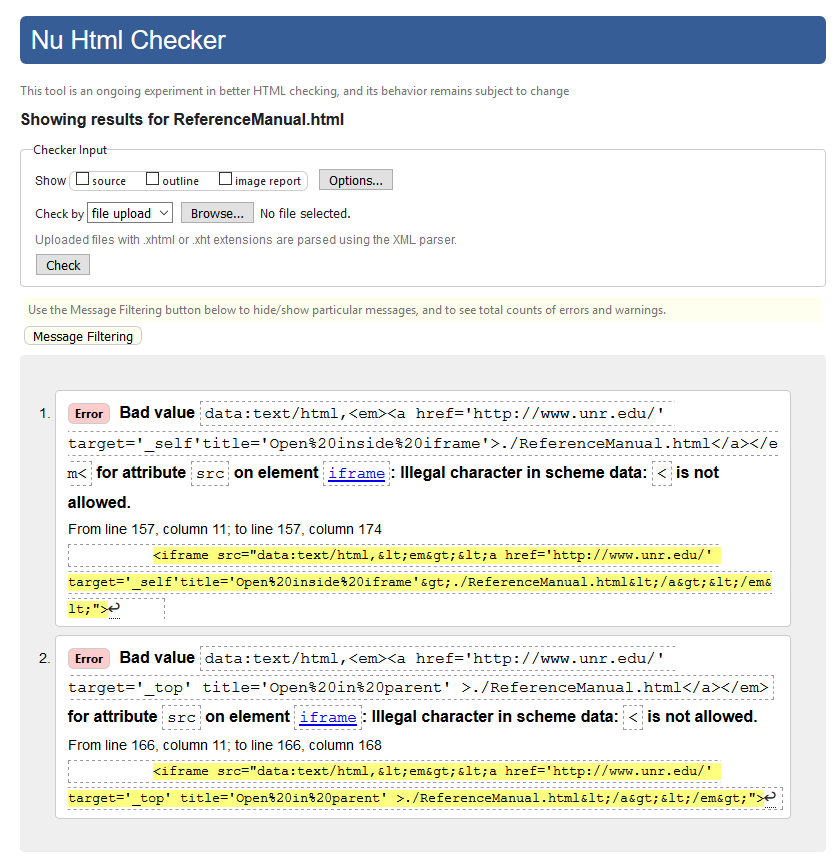 Nu Html Checker
This tool is an ongoing experiment in better HTML checking, and its behavior remains subject to change
Showing results for ReferenceManual.html
Checker Input
Show source outline image report Options...
Check by file upload Browse... No file selected.
Uploaded files with .xhtml or .xht extensions are parsed using the XML parser.
Check
Use the Message Filtering button below to hide/show particular messages, and to see total counts of errors and warnings.
Message Filtering
1. Error Bad value data:text/html,<em><a href='http://www.unr.edu/'
target='_self'title='Open%20inside%20iframe'>./ReferenceManual.html</a></e
m< for attribute src on element iframe: Illegal character in scheme data: < is not
allowed.
From line 157, column 11; to line 157, column 174
<iframe src="data:text/html,&lt;em&gt;&lt;a href='http://www.unr.edu/'
target='_self'title='Open%20inside%20iframe'&gt;./ReferenceManual.html&lt;/a&gt;&lt;/em&
lt;">↩
2. Error Bad value data:text/html,<em><a href='http://www.unr.edu/'
target='_top' title='Open%20in%20parent' >./ReferenceManual.html</a></em>
for attribute src on element iframe: Illegal character in scheme data: < is not allowed.
From line 166, column 11; to line 166, column 168
<iframe src="data:text/html,&lt;em&gt;&lt;a href='http://www.unr.edu/'
target='_top' title='Open%20in%20parent' >./ReferenceManual.html&lt;/a&gt;&lt;/em&gt;">↩